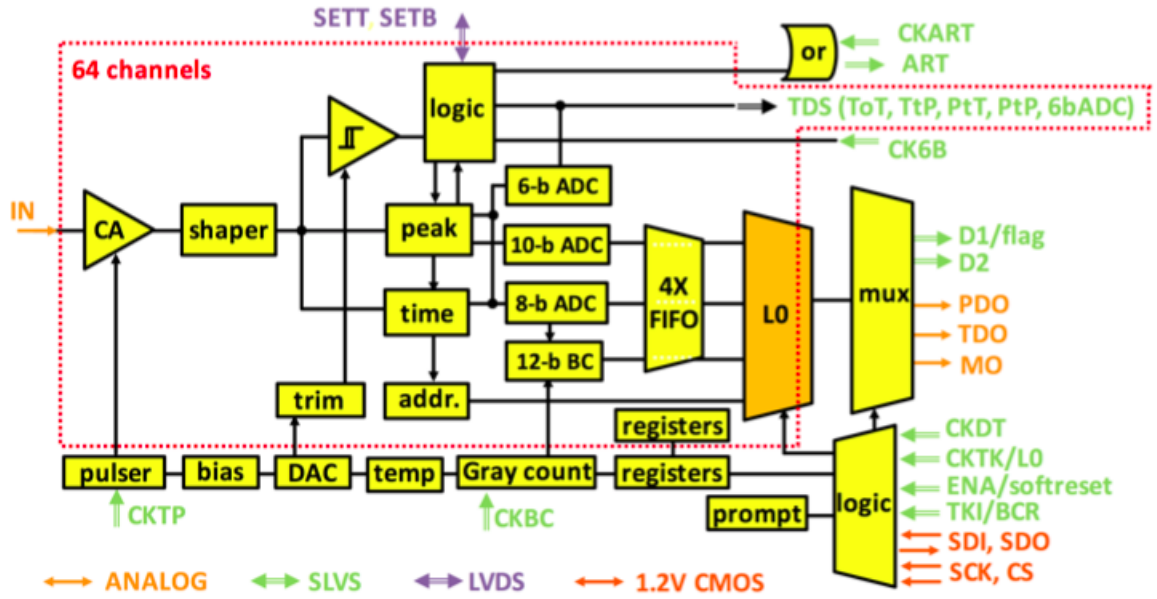 SETT, SETB
64 channels
or
CKART
ART
logic
TDS (ToT, TtP, PtT, PtP, 6bADC)
CK6B
6-b ADC
IN
CA
shaper
peak
10-b ADC
4X
FIFO
L0
mux
D1/flag
D2
PDO
TDO
MO
time
8-b ADC
12-b BC
trim
addr.
registers
pulser
bias
DAC
temp
Gray count
registers
logic
prompt
CKDT
CKTK/L0
ENA/softreset
TKI/BCR
SDI, SDO
SCK, CS
CKTP
CKBC
ANALOG
SLVS
LVDS
1.2V CMOS